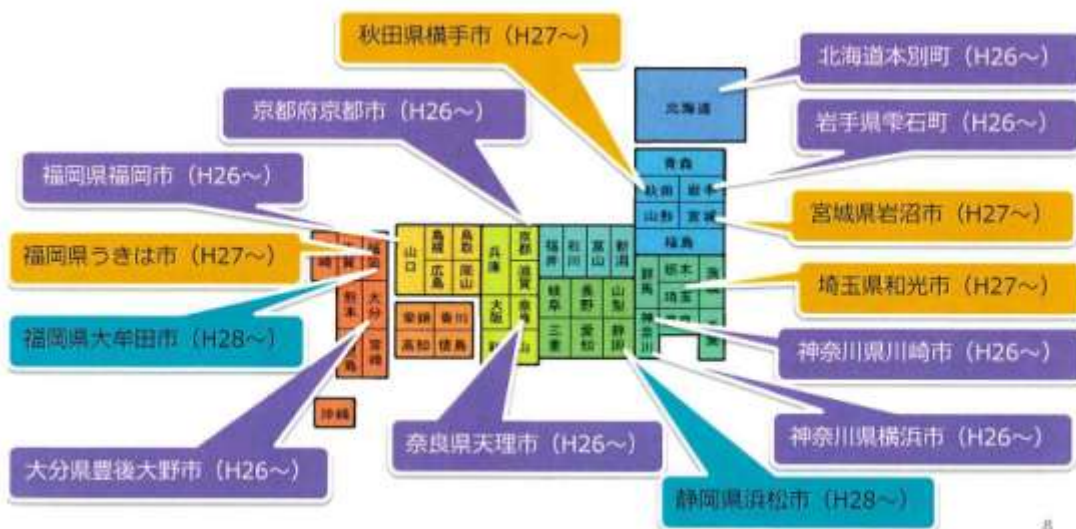 秋田県横手市（H27～）
北海道本別町（H26～）
京都府京都市（H26～）
岩手県雫石町（H26～）
福岡県福岡市（H26～）
宮城県岩沼市（H27～）
福岡県うきは市（H27～）
埼玉県和光市（H27～）
福岡県大牟田市（H28～）
神奈川県川崎市（H26～）
大分県豊後大野市（H26～）
奈良県天理市（H26～）
神奈川県横浜市（H26～）
静岡県浜松市（H28～）
北海道
青森
秋田 岩手
山形 宮城
福島
山口
島根 鳥取
広島 岡山
兵庫
京都
滋賀
大阪
福井 石川 富山 新潟
岐阜 長野 山梨
三重 愛知 静岡
群馬
栃木
埼玉
神奈川
愛媛 香川
高知 徳島
福岡
熊本 大分
宮崎
沖縄